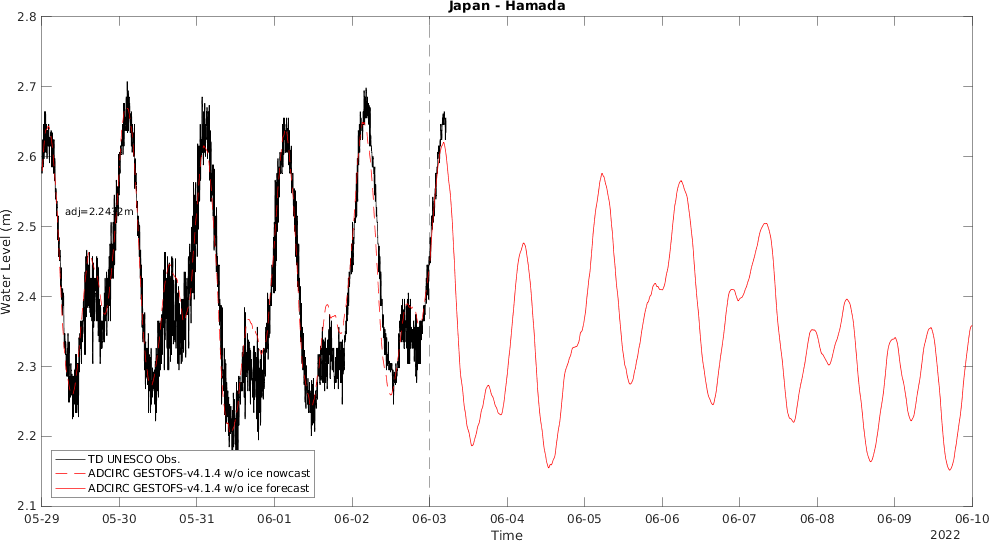 Japan - Hamada
2.8
2.7
2.6
2.5
2.4
2.3
2.2
2.1
Water Level (m)
adj=2.2432m
TD UNESCO Obs.
ADCIRC GESTOFS-v4.1.4 w/o ice nowcast
ADCIRC GESTOFS-v4.1.4 w/o ice forecast
05-29 05-30 05-31 06-01 06-02 06-03 06-04 06-05 06-06 06-07 06-08 06-09 06-10
Time
2022